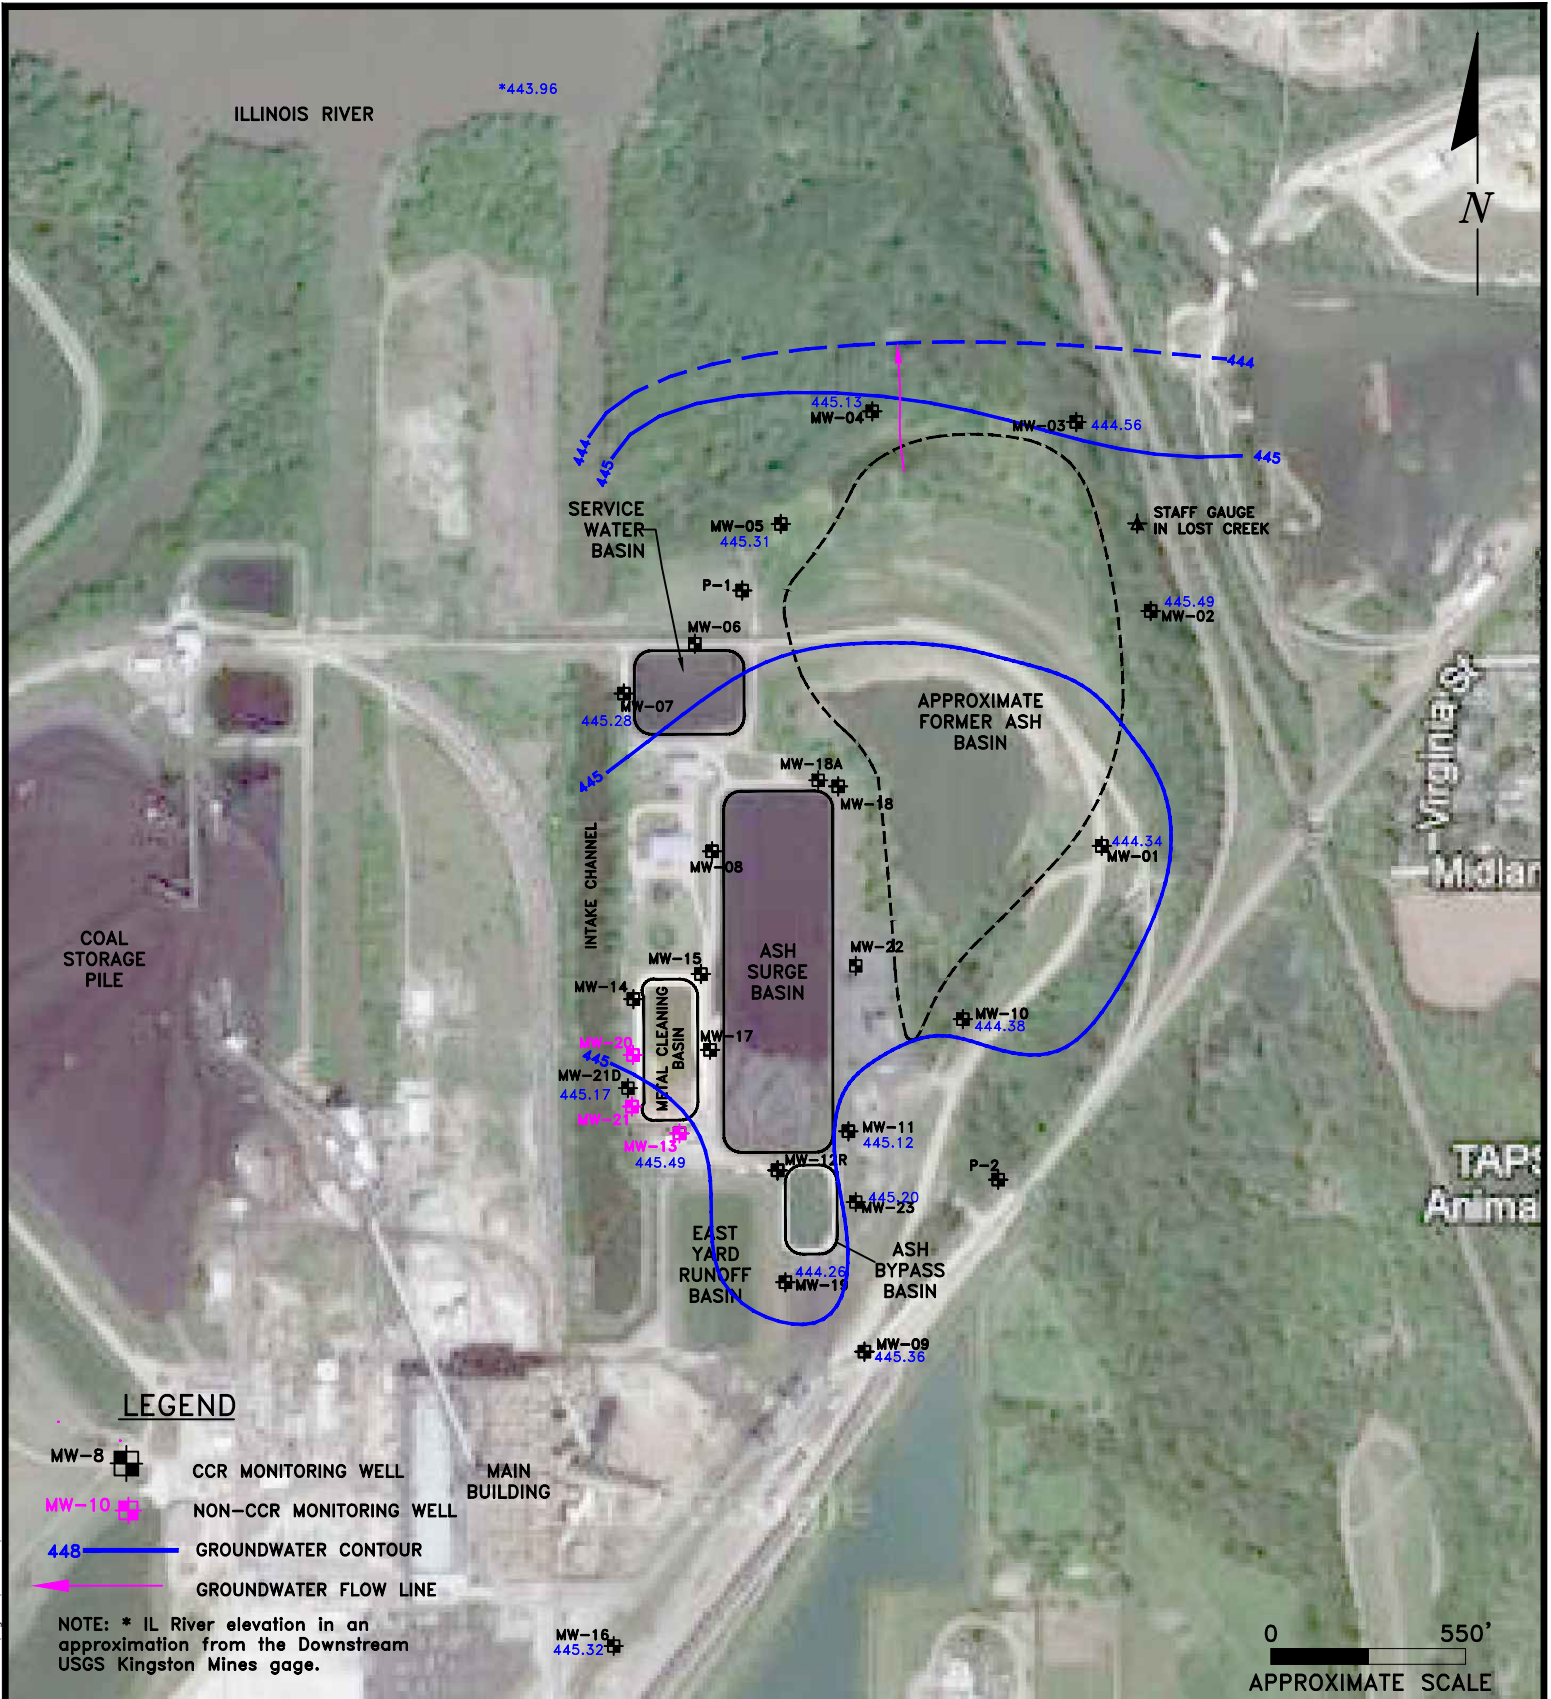 *443.96
ILLINOIS RIVER
N
444
445.13
MW-04
MW-03
444.56
444
445
445
SERVICE
WATER
BASIN
MW-05
445.31
STAFF GAUGE
IN LOST CREEK
P-1
445.49
MW-02
MW-06
MW-07
445.28
APPROXIMATE
FORMER ASH
BASIN
Virginia St
445
MW-18A
MW-18
INTAKE CHANNEL
MW-08
444.34
MW-01
COAL
STORAGE
PILE
ASH
SURGE
BASIN
MW-22
MW-15
MW-14
METAL CLEANING
BASIN
MW-10
444.38
MW-17
MW-20
445
MW-21D
445.17
MW-21
MW-13
445.49
MW-11
445.12
MW-12R
P-2
445.20
MW-23
EAST
YARD
RUNOFF
BASIN
ASH
BYPASS
BASIN
444.26
MW-19
MW-09
445.36
LEGEND
MW-8
CCR MONITORING WELL
MW-10
NON-CCR MONITORING WELL
448
GROUNDWATER CONTOUR
GROUNDWATER FLOW LINE
MAIN
BUILDING
NOTE: * IL River elevation in an
approximation from the Downstream
USGS Kingston Mines gage.
MW-16
445.32
0 550'
APPROXIMATE SCALE